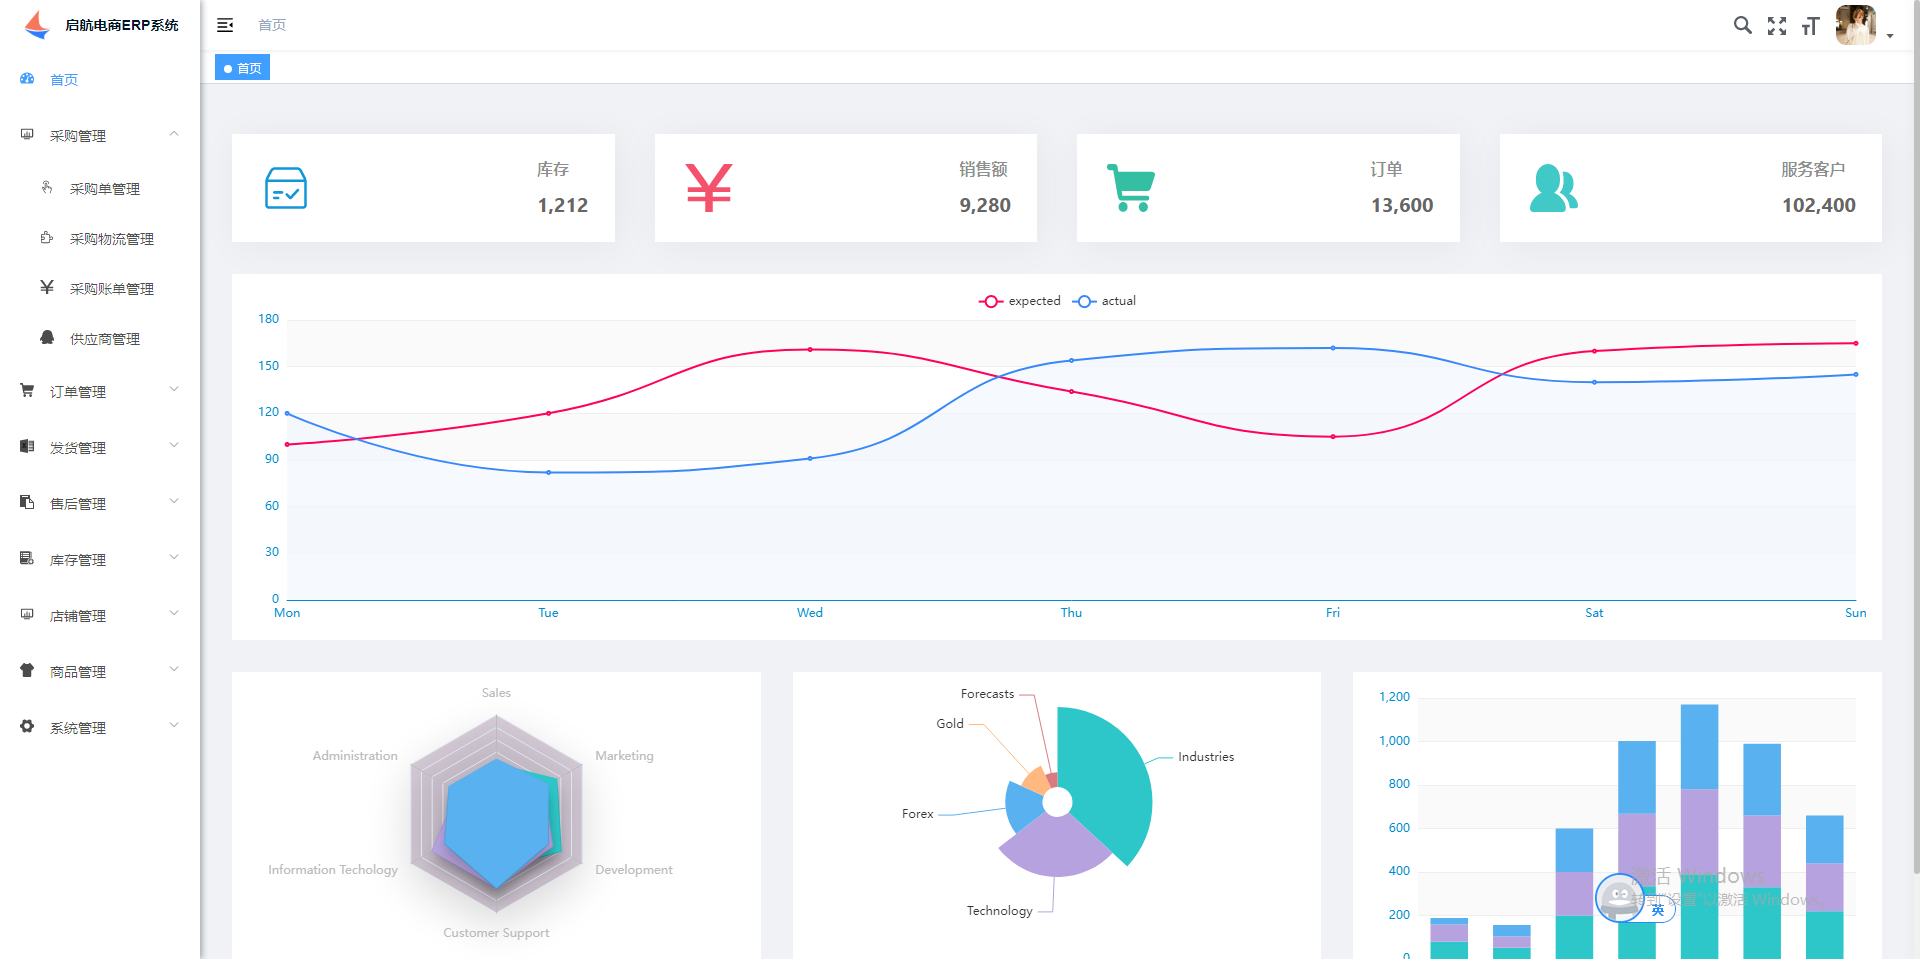 启航电商ERP系统
首页
首页
采购管理
采购单管理
采购物流管理
采购账单管理
供应商管理
订单管理
发货管理
售后管理
库存管理
店铺管理
商品管理
系统管理
首页
库存
1,212
销售额
9,280
订单
13,600
服务客户
102,400
expected
actual
180
150
120
90
60
30
0
Mon
Tue
Wed
Thu
Fri
Sat
Sun
Sales
Administration
Marketing
Information Techology
Development
Customer Support
Forecasts
Gold
Industries
Forex
Technology
1,200
1,000
800
600
400
200
0
激活 Windows
转到"设置"以激活 Windows。
英